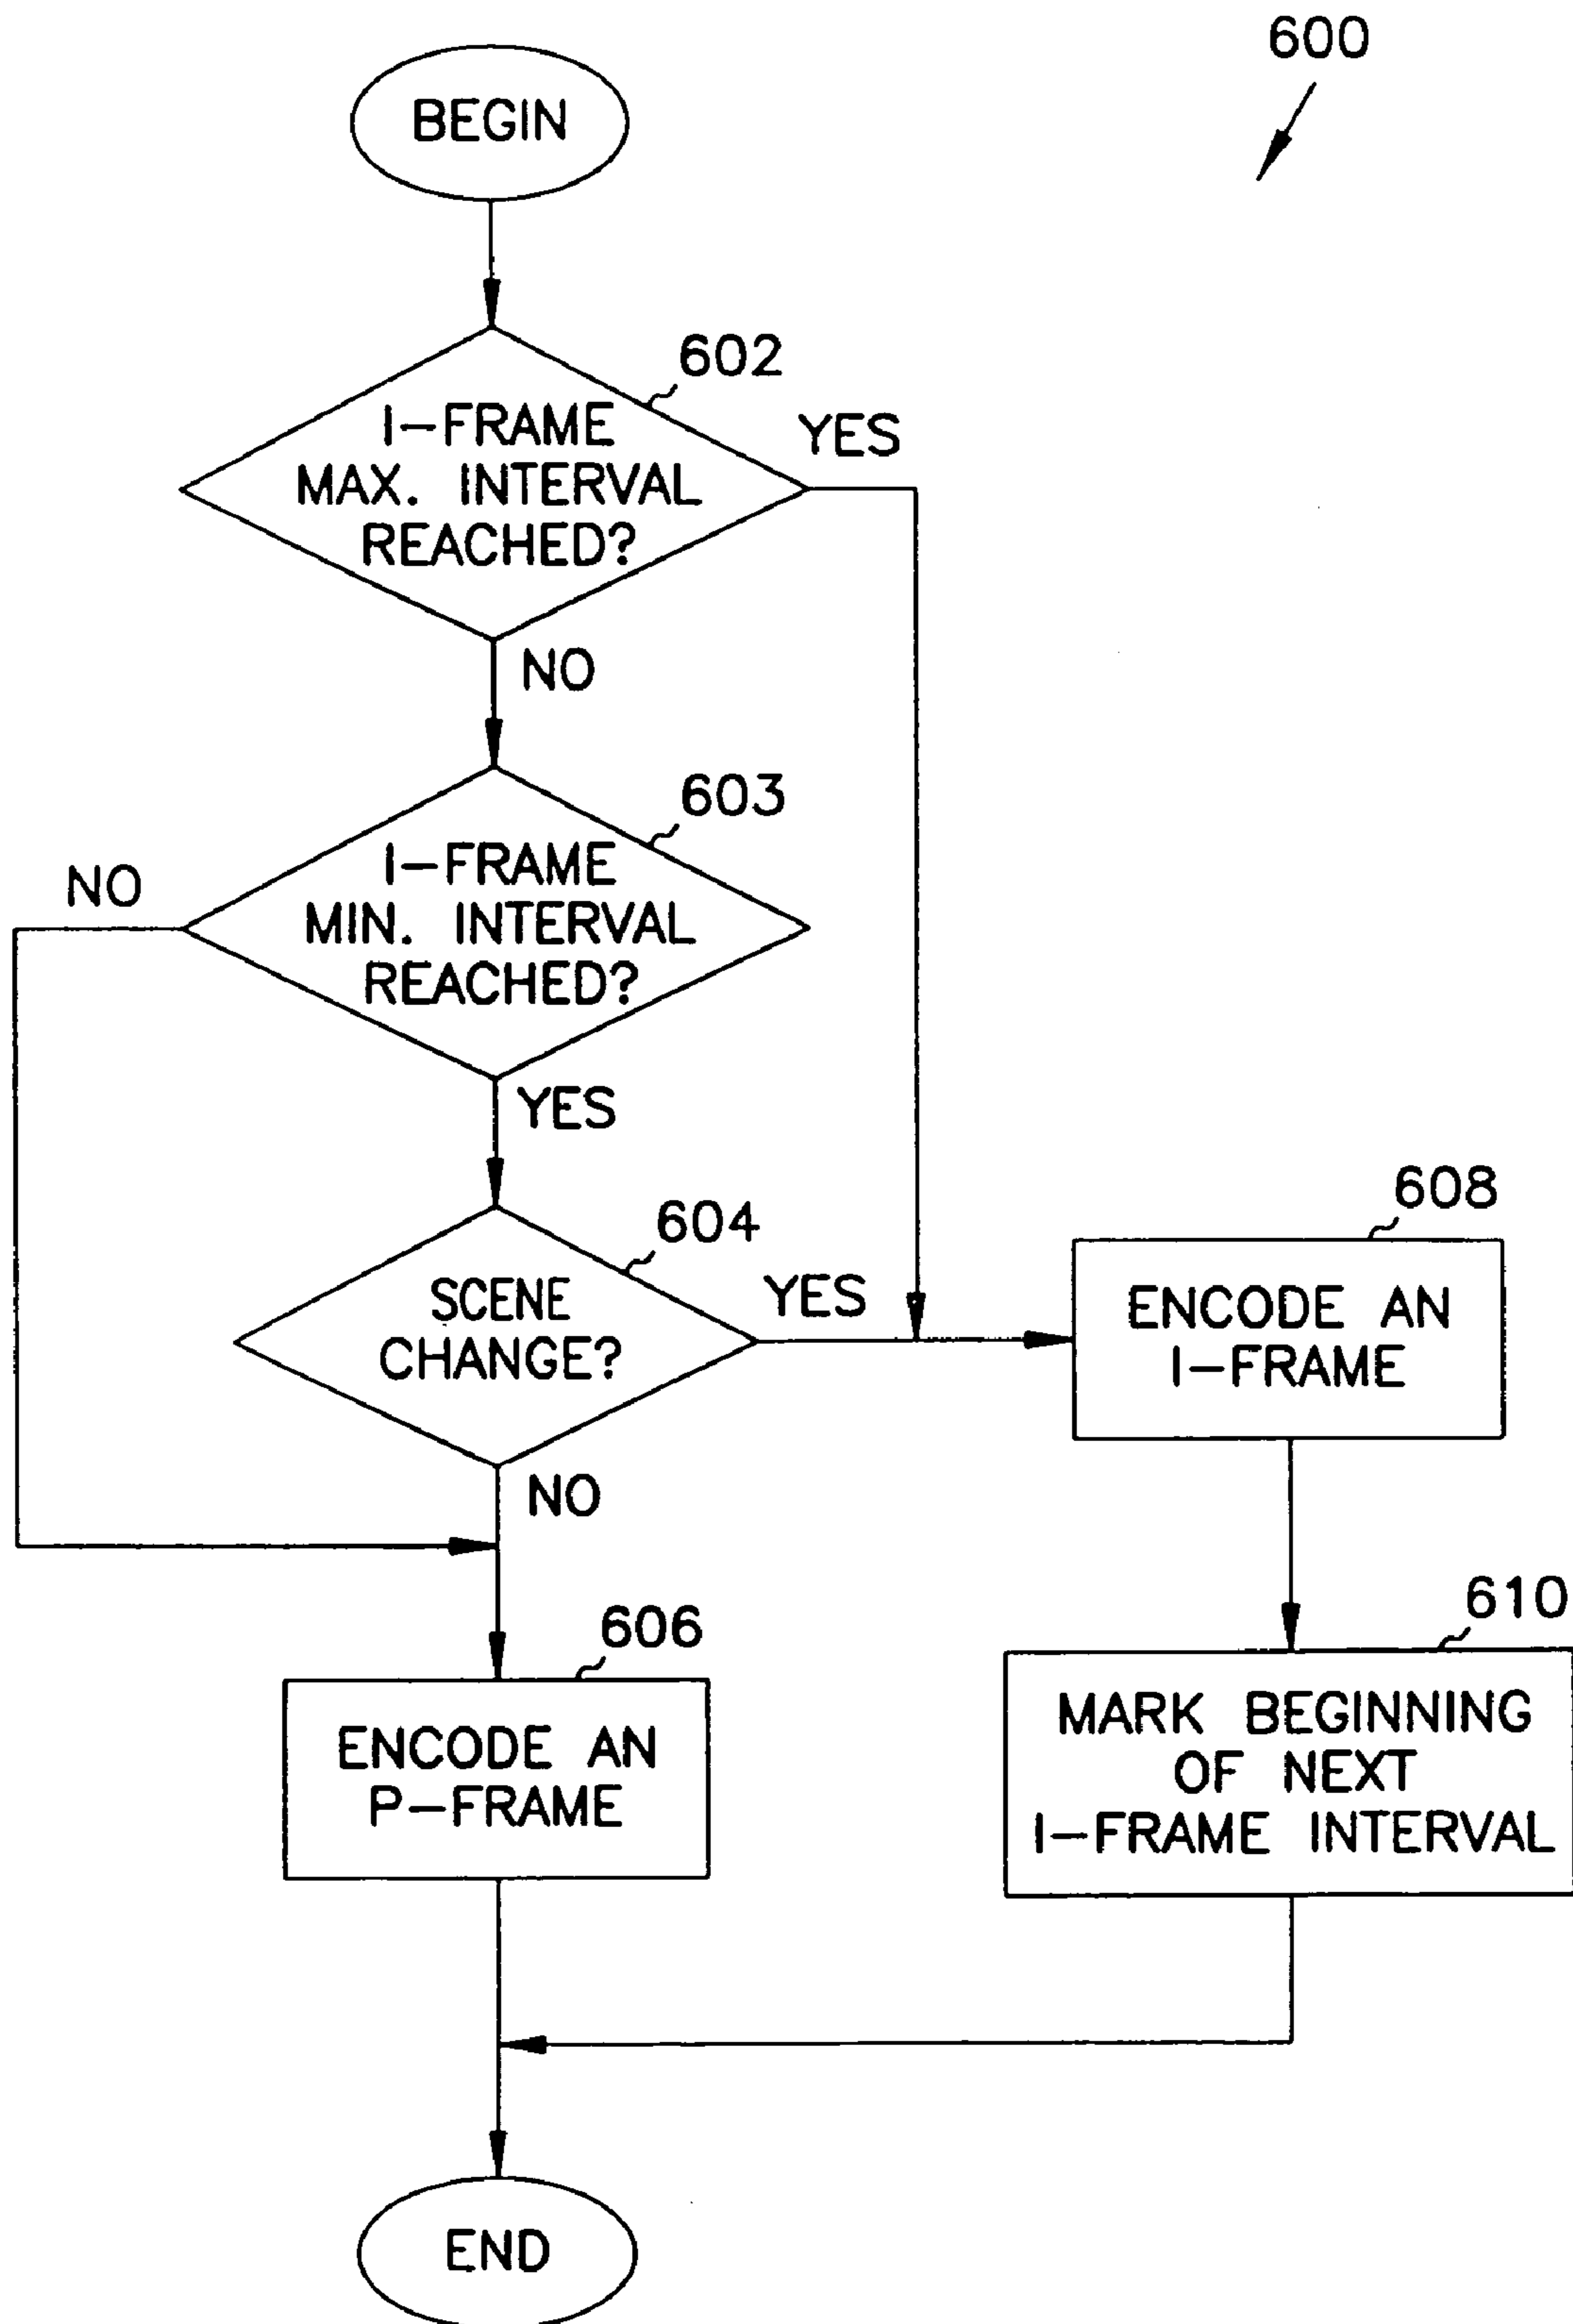 600
BEGIN
602
I-FRAME
MAX. INTERVAL
REACHED?
YES
NO
603
I-FRAME
MIN. INTERVAL
REACHED?
NO
YES
604
SCENE
CHANGE?
YES
NO
608
ENCODE AN
I-FRAME
606
ENCODE AN
P-FRAME
610
MARK BEGINNING
OF NEXT
I-FRAME INTERVAL
END